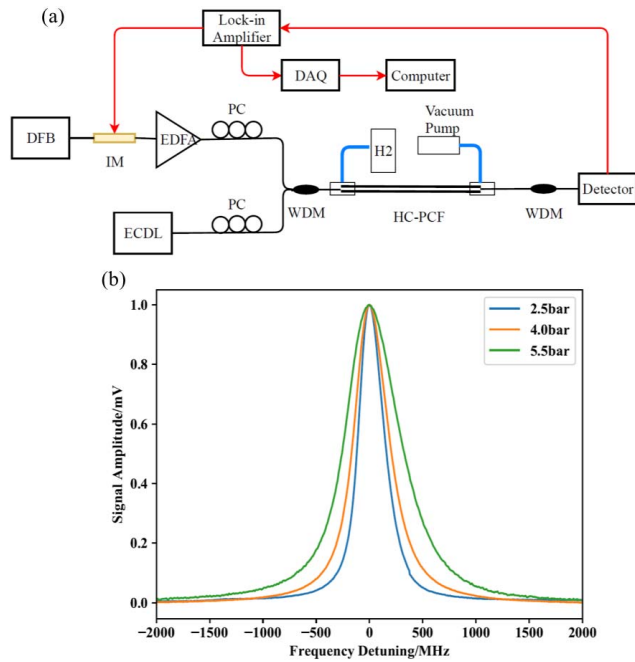 (a)
Lock-in
Amplifier
DAQ
Computer
DFB
IM
EDFA
PC
H2
Vacuum
Pump
WDM
HC-PCF
WDM
Detector
ECDL
PC
(b)
2.5bar
4.0bar
5.5bar
Signal Amplitude/mV
1.0
0.8
0.6
0.4
0.2
0.0
−2000 −1500 −1000 −500 0 500 1000 1500 2000
Frequency Detuning/MHz